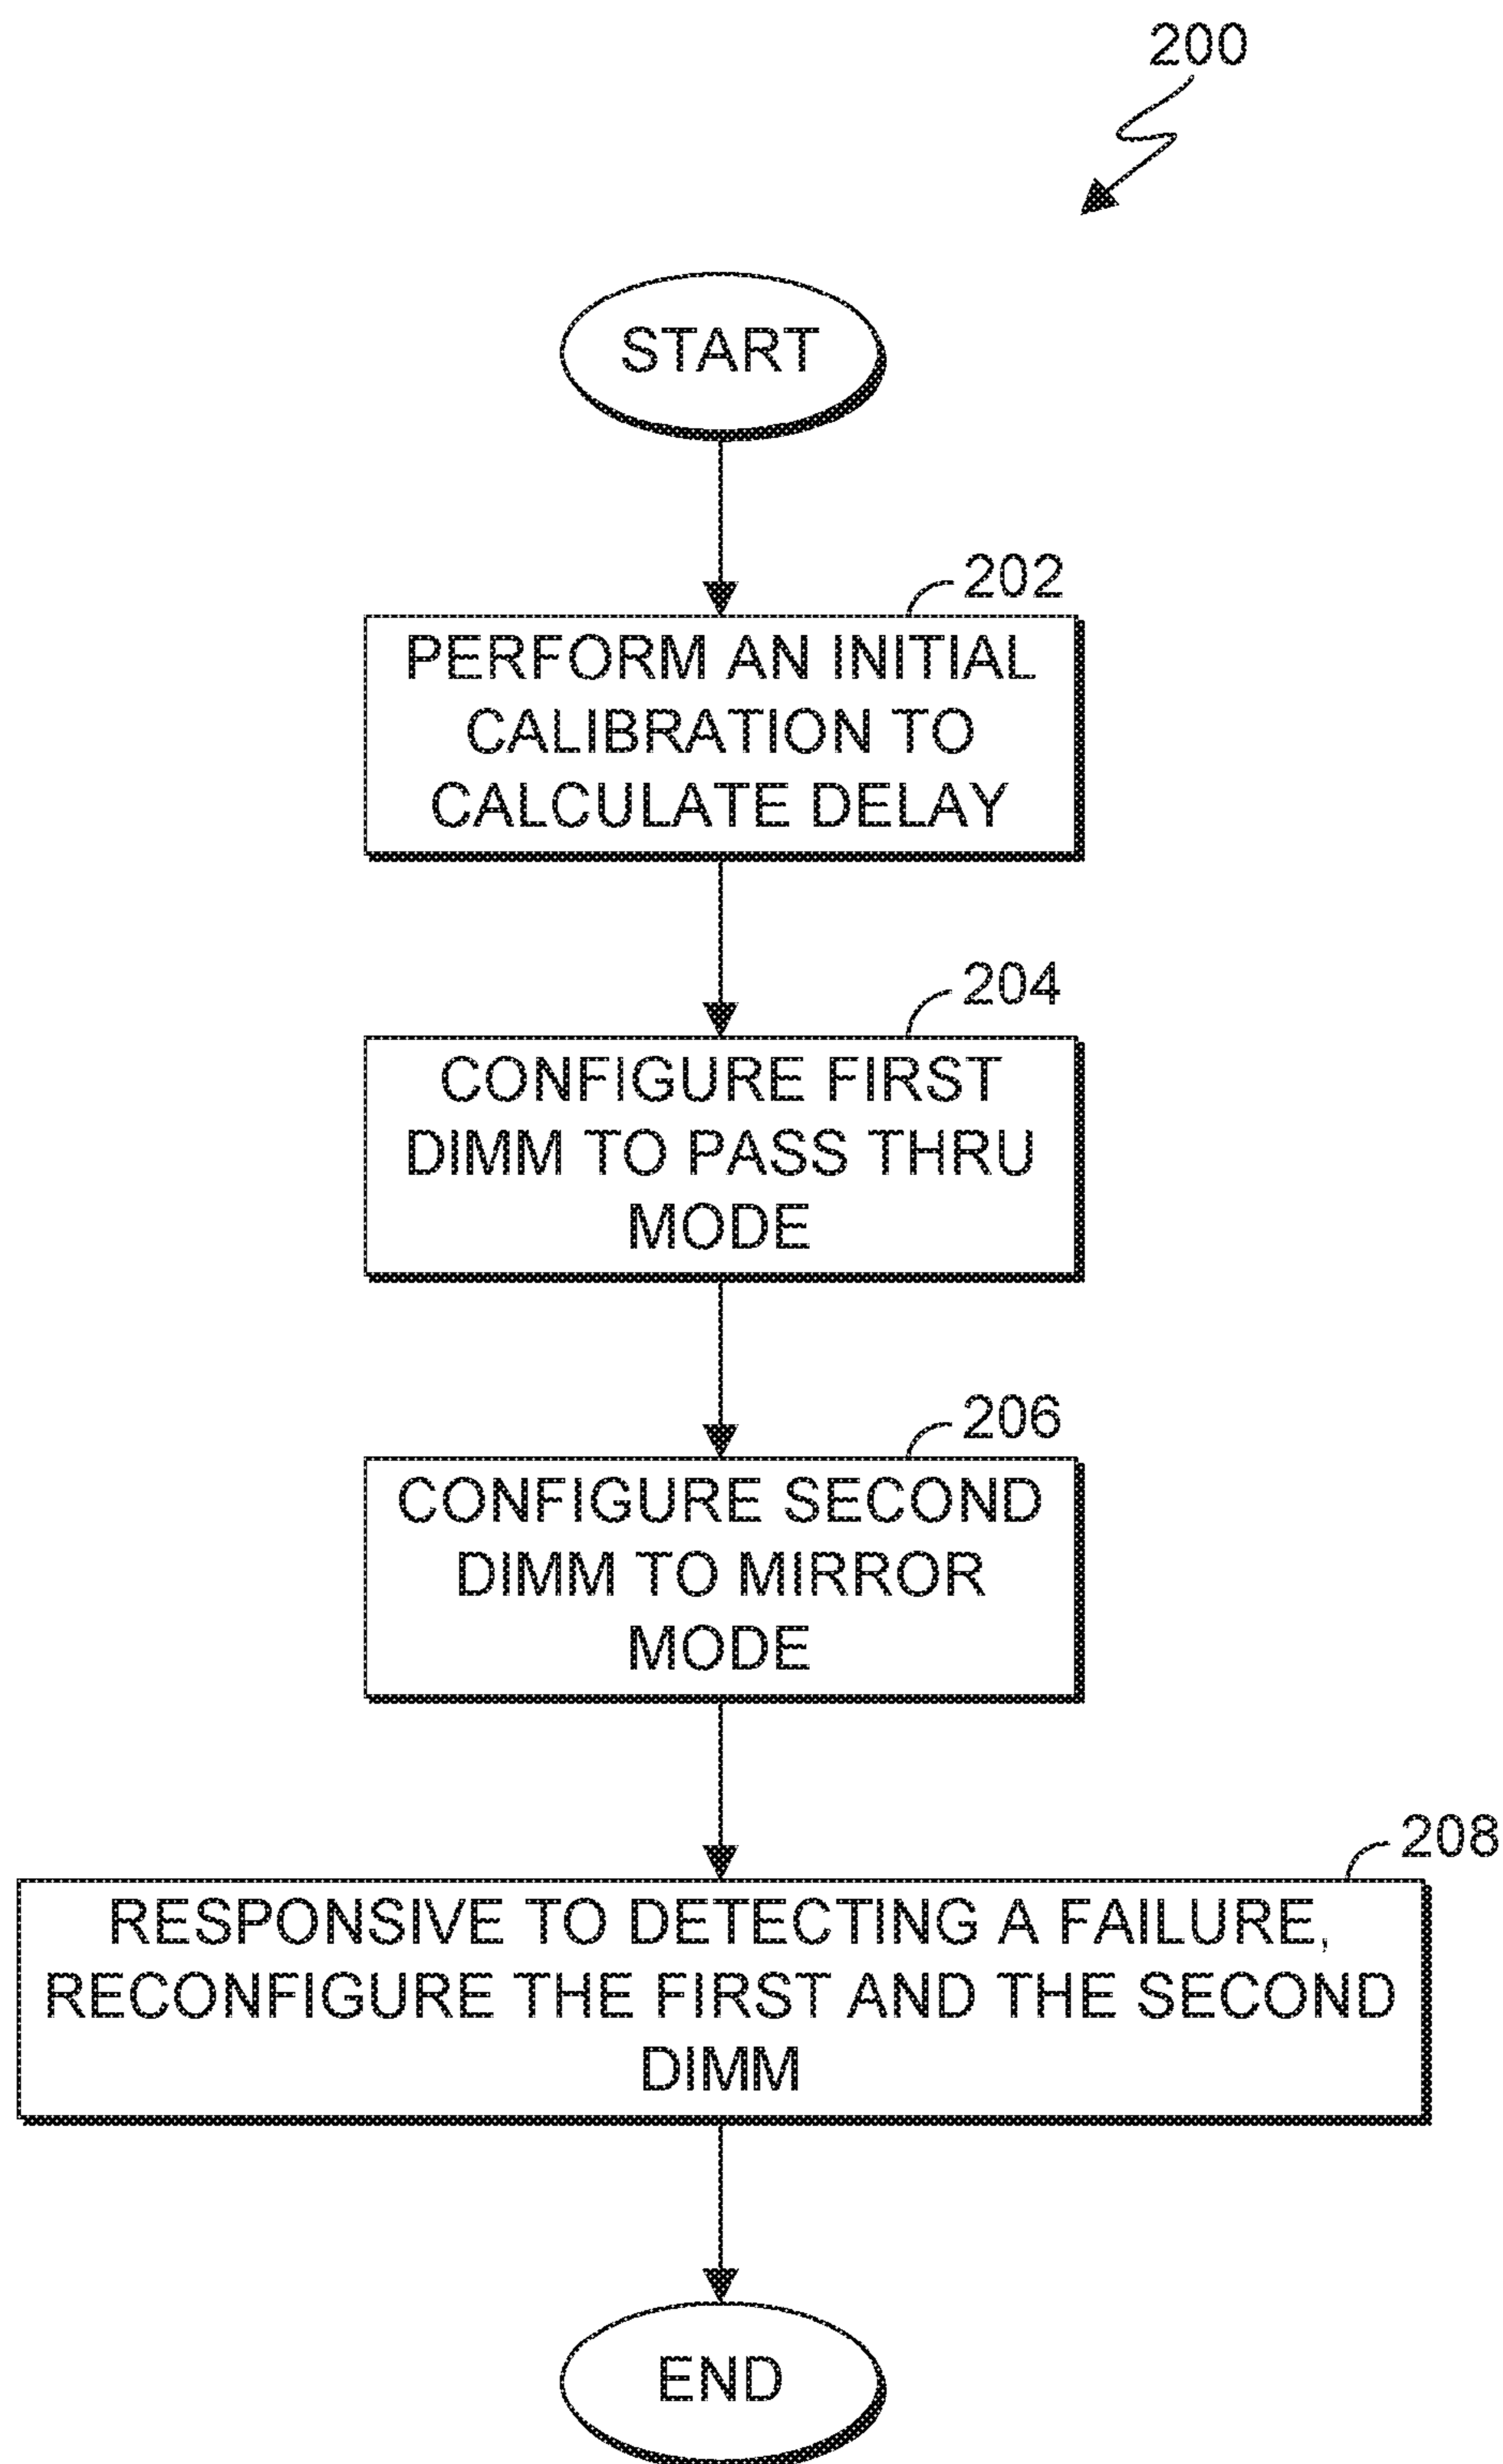 200
START
202
PERFORM AN INITIAL
CALIBRATION TO
CALCULATE DELAY
204
CONFIGURE FIRST
DIMM TO PASS THRU
MODE
206
CONFIGURE SECOND
DIMM TO MIRROR
MODE
208
RESPONSIVE TO DETECTING A FAILURE,
RECONFIGURE THE FIRST AND THE SECOND
DIMM
END